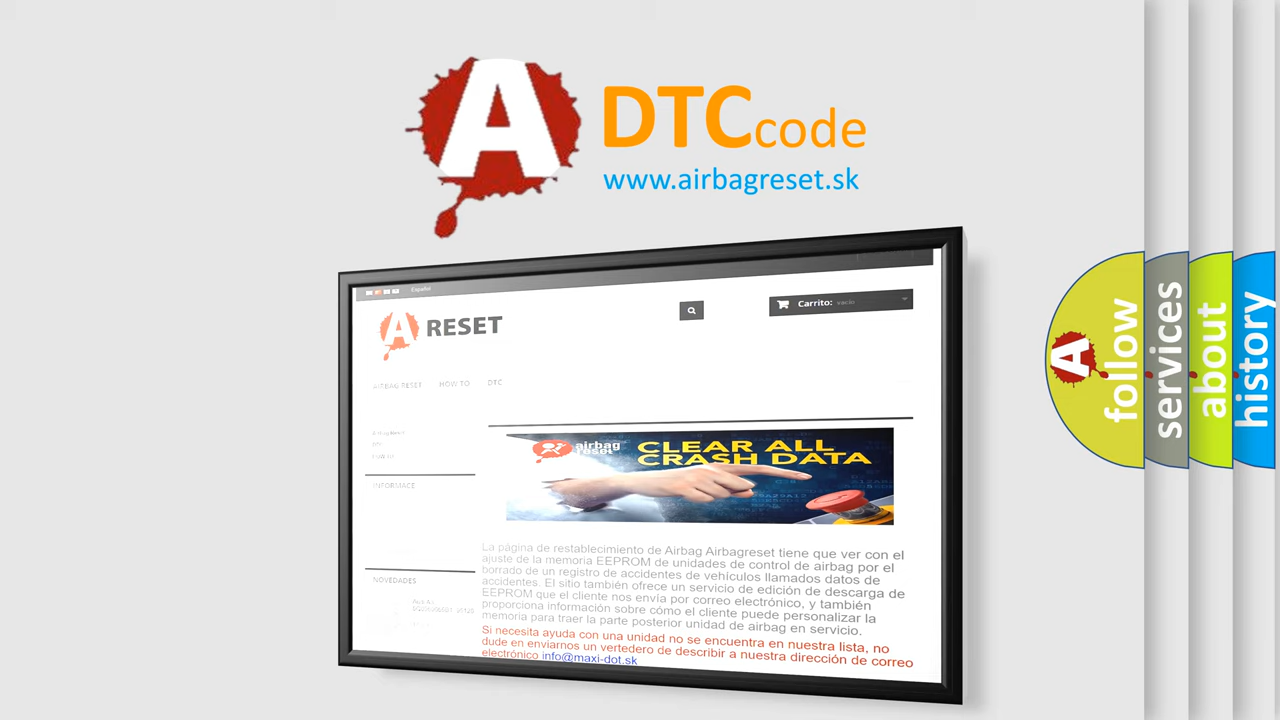 A DTCcode
www.airbagreset.sk
Español
Carrito: vacío
A RESET
AIRBAG RESET HOW TO DTC
airbag reset
CLEAR ALL
CRASH DATA
INFORMACE
La página de restablecimiento de Airbag Airbagreset tiene que ver con el
ajuste de la memoria EEPROM de unidades de control de airbag por el
borrado de un registro de accidentes de vehículos llamados datos de
accidentes. El sitio también ofrece un servicio de edición de descarga de
EEPROM que el cliente nos envía por correo electrónico, y también
proporciona información sobre cómo el cliente puede personalizar la
memoria para traer la parte posterior unidad de airbag en servicio.
NOVEDADES
Si necesita ayuda con una unidad no se encuentra en nuestra lista, no
dude en enviarnos un vertedero de describir a nuestra dirección de correo
electrónico info@maxi-dot.sk
A follow
services
about
history